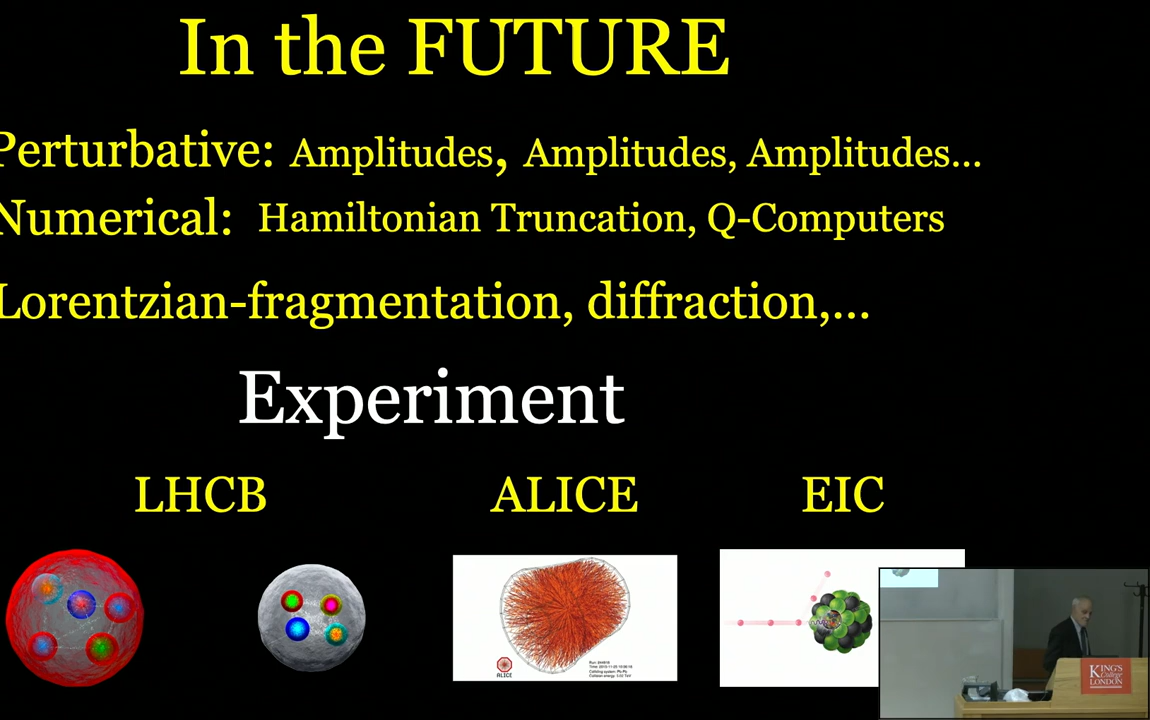 In the FUTURE
Perturbative: Amplitudes, Amplitudes, Amplitudes...
Numerical: Hamiltonian Truncation, Q-Computers
Lorentzian-fragmentation, diffraction,...
Experiment
LHCB ALICE EIC
ALICE
KING'S
College
LONDON